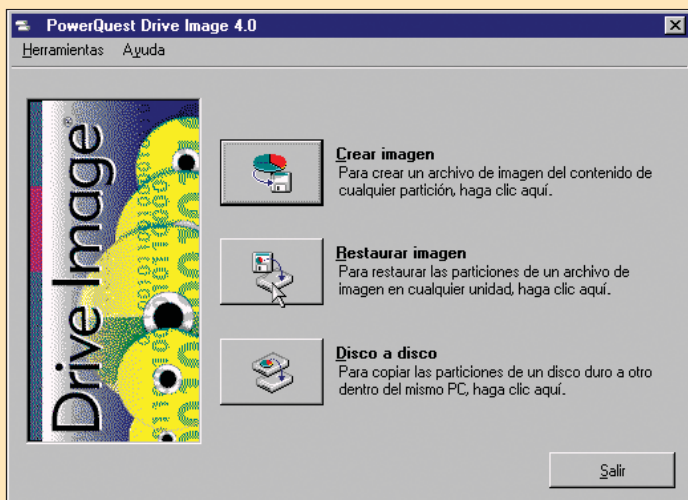 PowerQuest Drive Image 4.0
Herramientas Ayuda
Drive Image®
Crear imagen
Para crear un archivo de imagen del contenido de
cualquier partición, haga clic aquí.
Restaurar imagen
Para restaurar las particiones de un archivo de
imagen en cualquier unidad, haga clic aquí.
Disco a disco
Para copiar las particiones de un disco duro a otro
dentro del mismo PC, haga clic aquí.
Salir